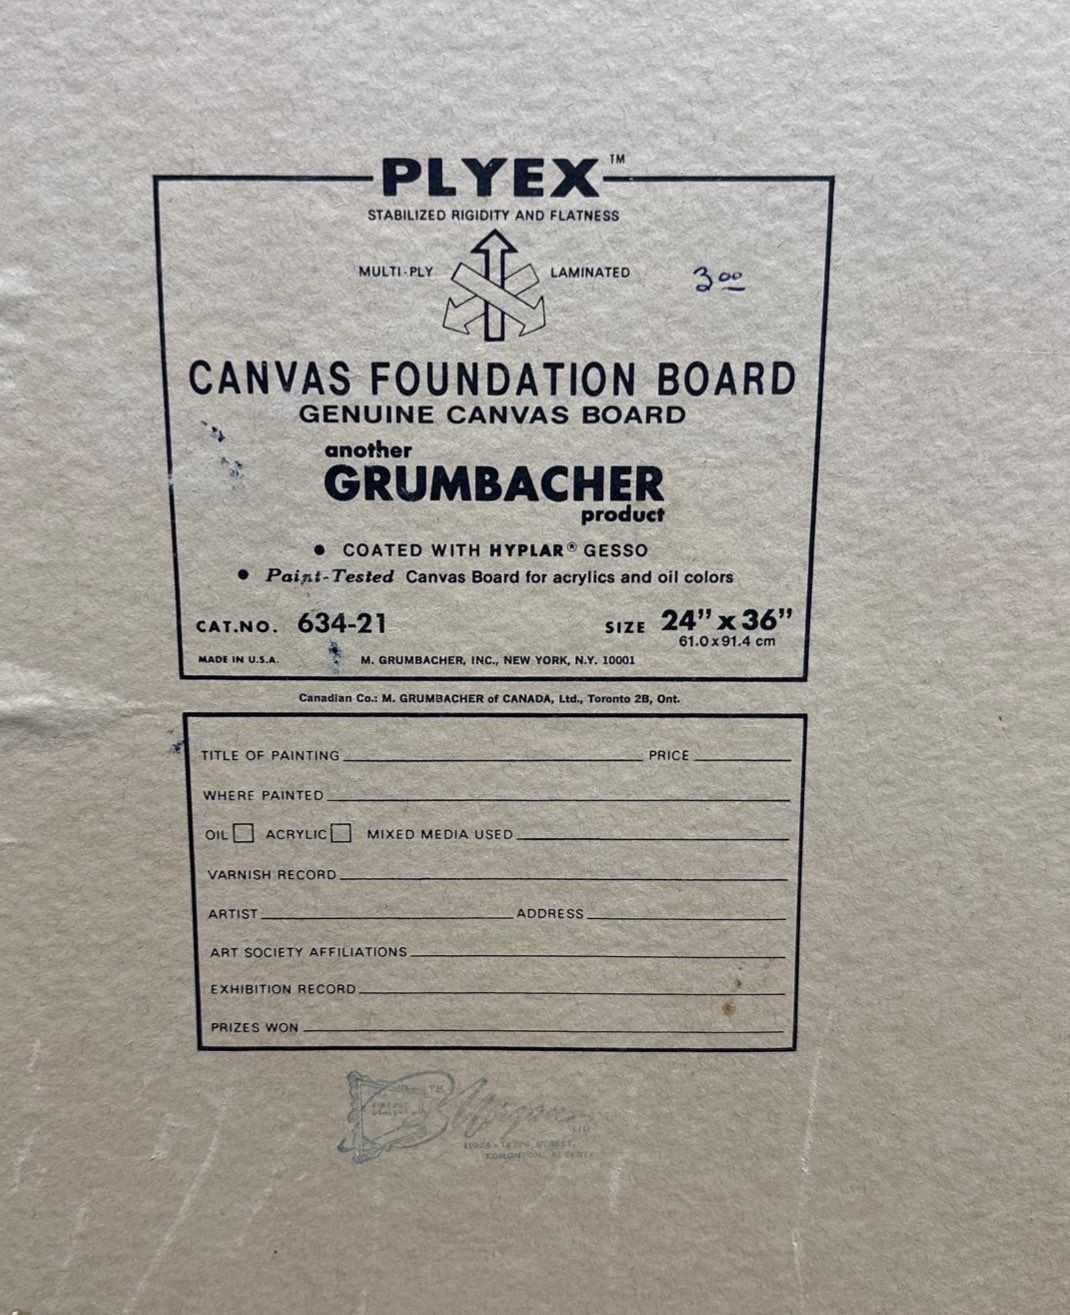 PLYEX™
STABILIZED RIGIDITY AND FLATNESS
MULTI-PLY LAMINATED
3.00
CANVAS FOUNDATION BOARD
GENUINE CANVAS BOARD
another
GRUMBACHER
product
• COATED WITH HYPLAR® GESSO
• Paint-Tested Canvas Board for acrylics and oil colors
CAT.NO. 634-21 SIZE 24” x 36”
61.0 x 91.4 cm
MADE IN U.S.A. M. GRUMBACHER, INC., NEW YORK, N.Y. 10001
Canadian Co.: M. GRUMBACHER of CANADA, Ltd., Toronto 2B, Ont.
TITLE OF PAINTING PRICE
WHERE PAINTED
OIL ACRYLIC MIXED MEDIA USED
VARNISH RECORD
ARTIST ADDRESS
ART SOCIETY AFFILIATIONS
EXHIBITION RECORD
PRIZES WON
LTD
STREET,
EDMONTON, ALBERTA